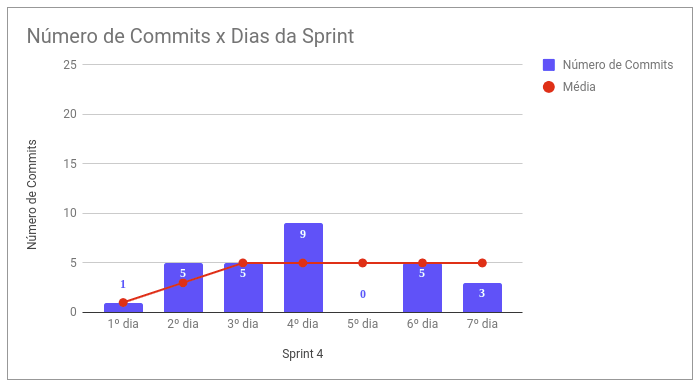 Número de Commits x Dias da Sprint
Número de Commits
Média
Número de Commits
25
20
15
10
5
0
1
5
5
9
0
5
3
1º dia 2º dia 3º dia 4º dia 5º dia 6º dia 7º dia
Sprint 4